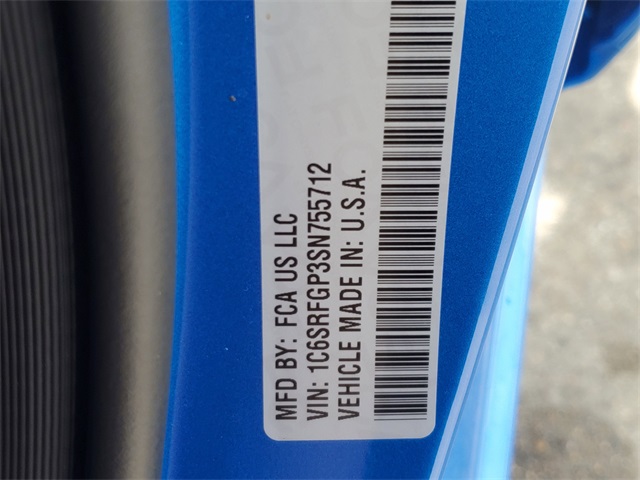 MFD BY: FCA US LLC
VIN: 1C6SRFGP3SN755712
VEHICLE MADE IN: U.S.A.